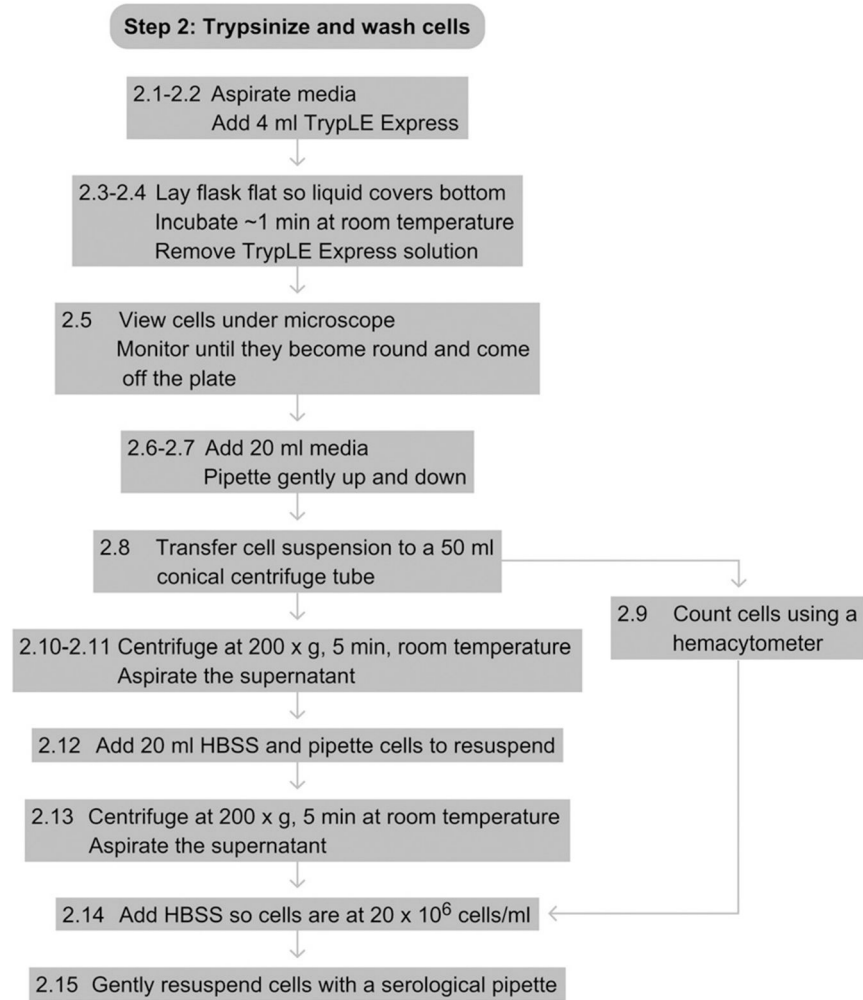 Step 2: Trypsinize and wash cells
2.1-2.2 Aspirate media
Add 4 ml TrypLE Express
2.3-2.4 Lay flask flat so liquid covers bottom
Incubate ~1 min at room temperature
Remove TrypLE Express solution
2.5 View cells under microscope
Monitor until they become round and come
off the plate
2.6-2.7 Add 20 ml media
Pipette gently up and down
2.8 Transfer cell suspension to a 50 ml
conical centrifuge tube
2.9 Count cells using a
hemacytometer
2.10-2.11 Centrifuge at 200 x g, 5 min, room temperature
Aspirate the supernatant
2.12 Add 20 ml HBSS and pipette cells to resuspend
2.13 Centrifuge at 200 x g, 5 min at room temperature
Aspirate the supernatant
2.14 Add HBSS so cells are at 20 x 10⁶ cells/ml
2.15 Gently resuspend cells with a serological pipette